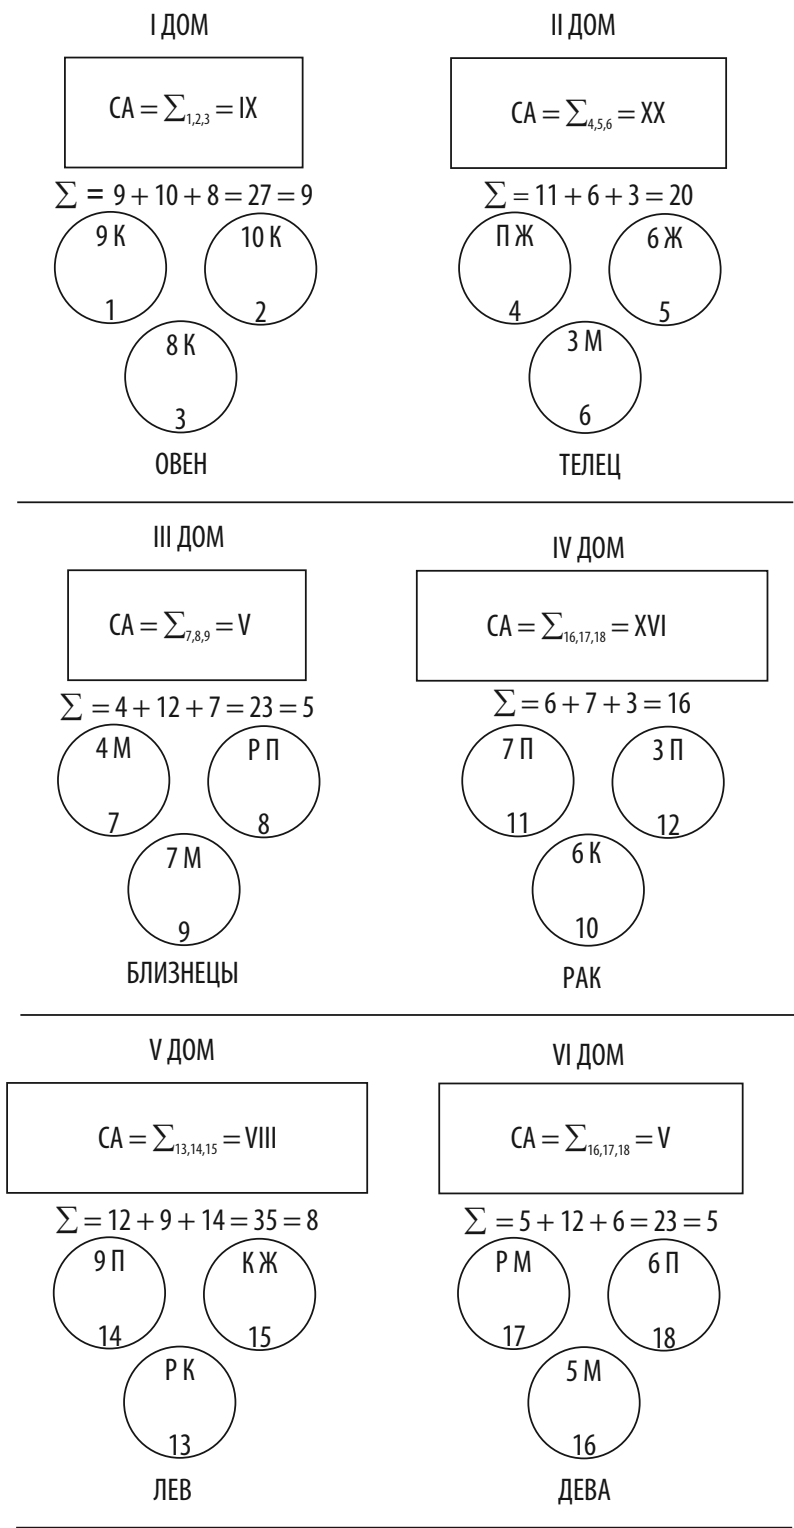 I ДОМ
СА = ∑1,2,3 = IX
∑ = 9 + 10 + 8 = 27 = 9
9 К
1
10 К
2
8 К
3
ОВЕН
II ДОМ
СА = ∑4,5,6 = XX
∑ = 11 + 6 + 3 = 20
П Ж
4
6 Ж
5
3 М
6
ТЕЛЕЦ
III ДОМ
СА = ∑7,8,9 = V
∑ = 4 + 12 + 7 = 23 = 5
4 М
7
Р П
8
7 М
9
БЛИЗНЕЦЫ
IV ДОМ
СА = ∑16,17,18 = XVI
∑ = 6 + 7 + 3 = 16
7 П
11
3 П
12
6 К
10
РАК
V ДОМ
СА = ∑13,14,15 = VIII
∑ = 12 + 9 + 14 = 35 = 8
9 П
14
К Ж
15
Р К
13
ЛЕВ
VI ДОМ
СА = ∑16,17,18 = V
∑ = 5 + 12 + 6 = 23 = 5
Р М
17
6 П
18
5 М
16
ДЕВА